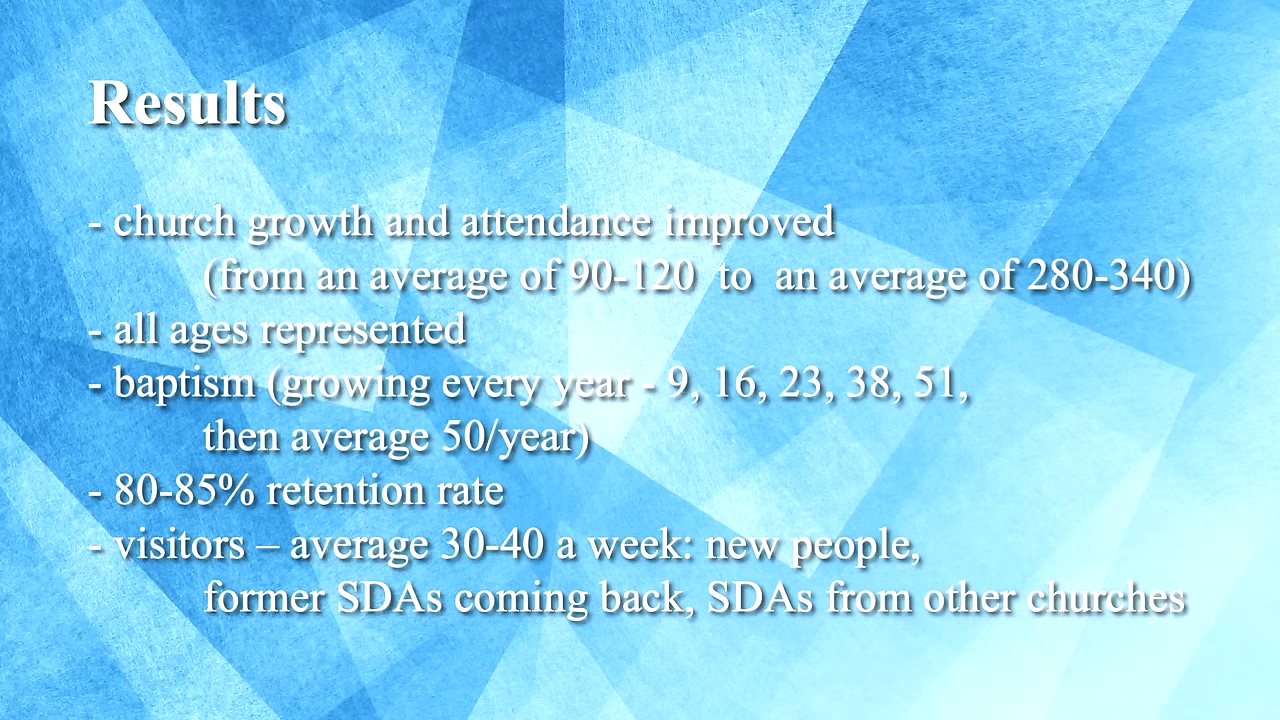 Results
- church growth and attendance improved
(from an average of 90-120 to an average of 280-340)
- all ages represented
- baptism (growing every year - 9, 16, 23, 38, 51,
then average 50/year)
- 80-85% retention rate
- visitors – average 30-40 a week: new people,
former SDAs coming back, SDAs from other churches